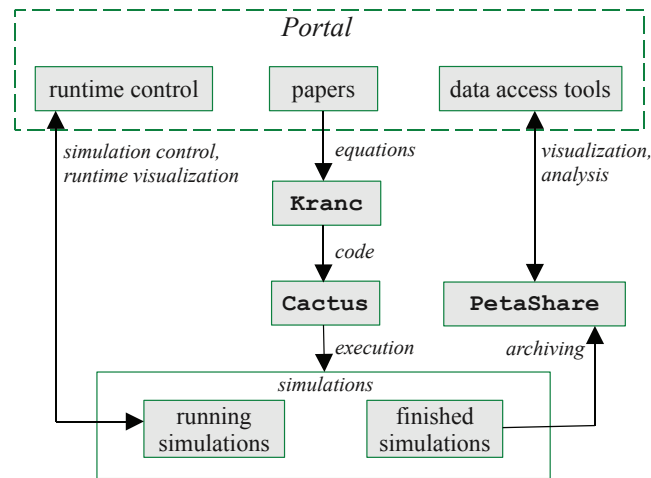 Portal
runtime control
papers
data access tools
simulation control,
runtime visualization
equations
visualization,
analysis
Kranc
code
Cactus
PetaShare
execution
archiving
simulations
running
simulations
finished
simulations